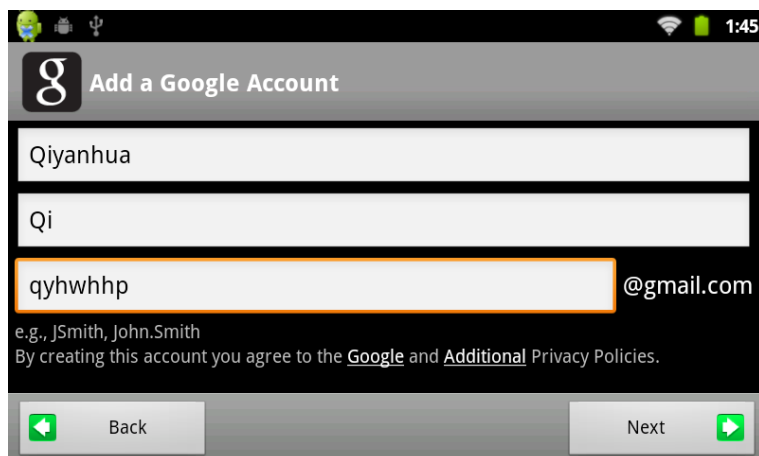 1:45
g Add a Google Account
Qiyanhua
Qi
qyhwhhp @gmail.com
e.g., JSmith, John.Smith
By creating this account you agree to the Google and Additional Privacy Policies.
Back Next